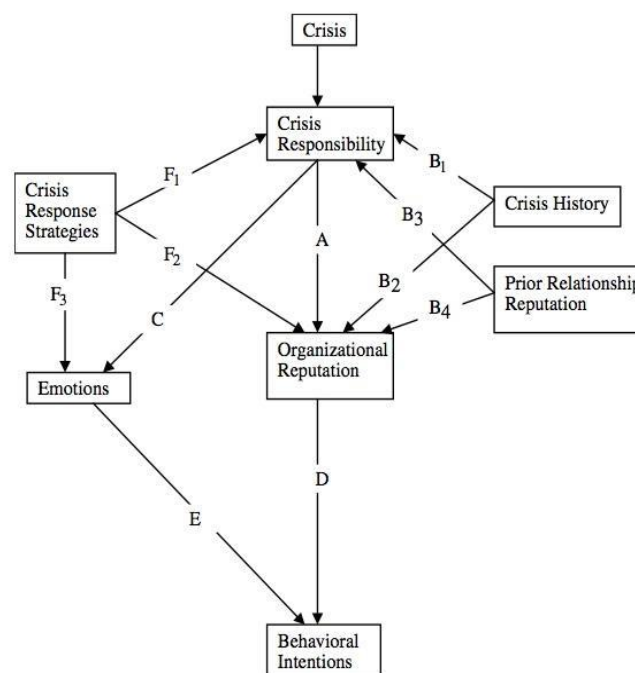 Crisis
Crisis
Responsibility
F1
B1
Crisis
Response
Strategies
Crisis History
B3
A
F2
B2
Prior Relationship
Reputation
F3
B4
C
Organizational
Reputation
Emotions
D
E
Behavioral
Intentions